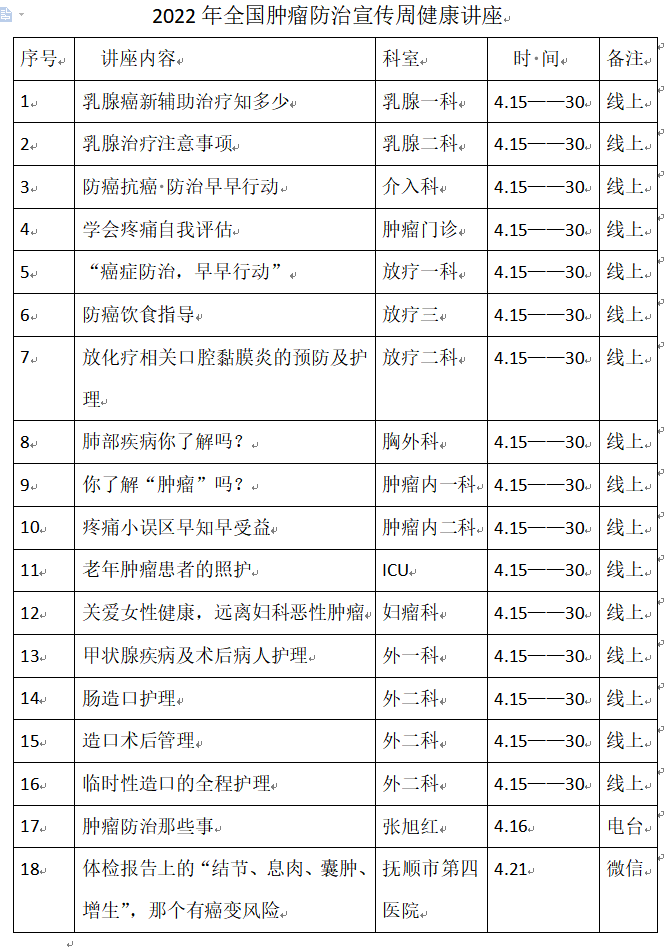 2022 年全国肿瘤防治宣传周健康讲座
序号 讲座内容 科室 时 间 备注
1 乳腺癌新辅助治疗知多少 乳腺一科 4.15——30 线上
2 乳腺治疗注意事项 乳腺二科 4.15——30 线上
3 防癌抗癌 防治早早行动 介入科 4.15——30 线上
4 学会疼痛自我评估 肿瘤门诊 4.15——30 线上
5 “癌症防治，早早行动” 放疗一科 4.15——30 线上
6 防癌饮食指导 放疗三 4.15——30 线上
7 放化疗相关口腔黏膜炎的预防及护 放疗二科 4.15——30 线上
理
8 肺部疾病你了解吗？ 胸外科 4.15——30 线上
9 你了解“肿瘤”吗？ 肿瘤内一科 4.15——30 线上
10 疼痛小误区早知早受益 肿瘤内二科 4.15——30 线上
11 老年肿瘤患者的照护 ICU 4.15——30 线上
12 关爱女性健康，远离妇科恶性肿瘤 妇瘤科 4.15——30 线上
13 甲状腺疾病及术后病人护理 外一科 4.15——30 线上
14 肠造口护理 外二科 4.15——30 线上
15 造口术后管理 外二科 4.15——30 线上
16 临时性造口的全程护理 外二科 4.15——30 线上
17 肿瘤防治那些事 张旭红 4.16 电台
18 体检报告上的“结节、息肉、囊肿、 抚顺市第四 4.21 微信
增生”，那个有癌变风险 医院